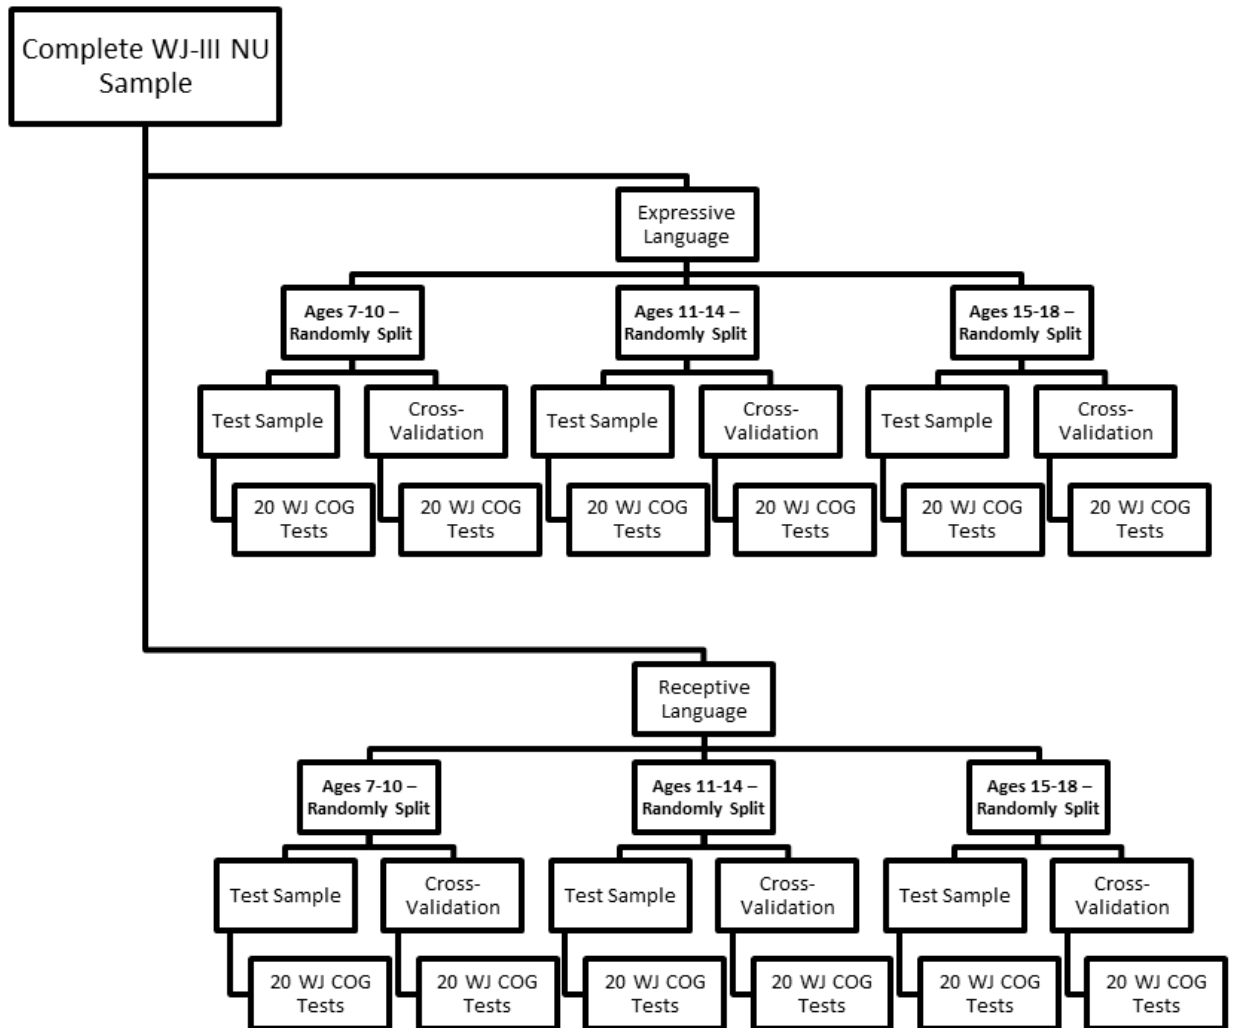 Complete WJ-III NU
Sample
Expressive
Language
Ages 7-10 –
Randomly Split
Ages 11-14 –
Randomly Split
Ages 15-18 –
Randomly Split
Test Sample
Cross-
Validation
Test Sample
Cross-
Validation
Test Sample
Cross-
Validation
20 WJ COG
Tests
20 WJ COG
Tests
20 WJ COG
Tests
20 WJ COG
Tests
20 WJ COG
Tests
20 WJ COG
Tests
Receptive
Language
Ages 7-10 –
Randomly Split
Ages 11-14 –
Randomly Split
Ages 15-18 –
Randomly Split
Test Sample
Cross-
Validation
Test Sample
Cross-
Validation
Test Sample
Cross-
Validation
20 WJ COG
Tests
20 WJ COG
Tests
20 WJ COG
Tests
20 WJ COG
Tests
20 WJ COG
Tests
20 WJ COG
Tests